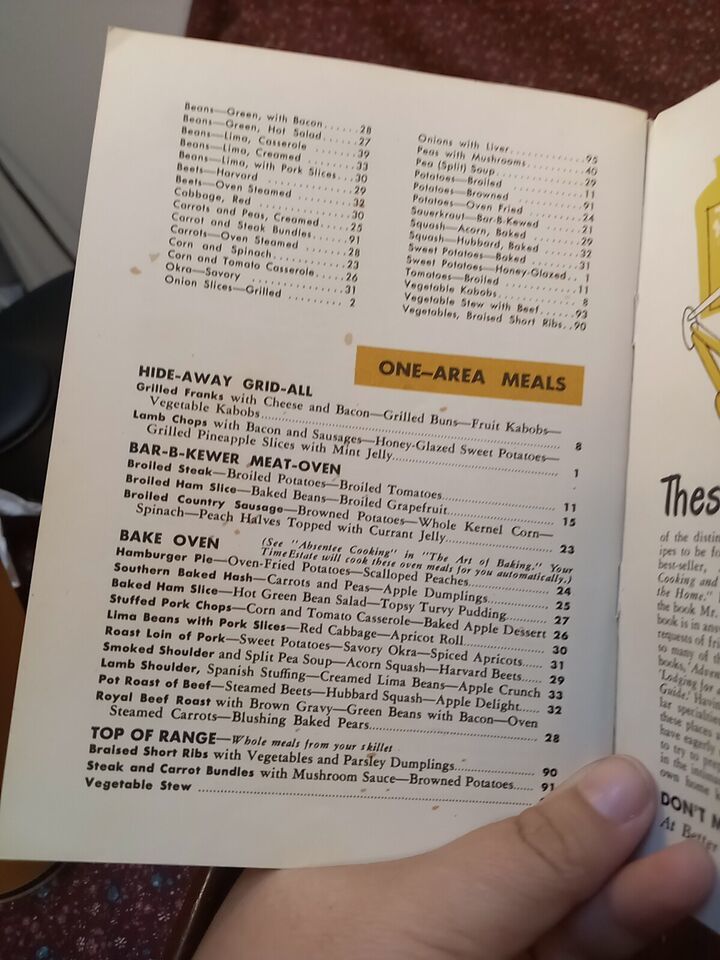 Beans—Green, with Bacon......28
Beans—Green, Hot Salad.....27
Beans—Lima, Casserole .......39
Beans—Lima, Creamed ........33
Beans—Lima, with Pork Slices...30
Beets—Harvard ..............29
Beets—Oven Steamed .........32
Cabbage, Red ...............30
Carrots and Peas, Creamed.....25
Carrot and Steak Bundles......91
Carrots—Oven Steamed ........28
Corn and Spinach............23
Corn and Tomato Casserole.....26
Okra—Savory ...............31
Onion Slices—Grilled ......... 2
Onions with Liver............95
Peas with Mushrooms..........40
Pea (Split) Soup.............29
Potatoes—Broiled ............11
Potatoes—Browned ............91
Potatoes—Oven Fried .........24
Sauerkraut—Bar-B-Kewed .......21
Squash—Acorn, Baked .........29
Squash—Hubbard, Baked .......32
Sweet Potatoes—Baked .........31
Sweet Potatoes—Honey-Glazed.. 1
Tomatoes—Broiled ............11
Vegetable Kabobs............. 8
Vegetable Stew with Beef......93
Vegetables, Braised Short Ribs..90
ONE—AREA MEALS
HIDE-AWAY GRID-ALL
Grilled Franks with Cheese and Bacon—Grilled Buns—Fruit Kabobs—
Vegetable Kabobs.................... 8
Lamb Chops with Bacon and Sausages—Honey-Glazed Sweet Potatoes—
Grilled Pineapple Slices with Mint Jelly.................... 1
BAR-B-KEWER MEAT-OVEN
Broiled Steak—Broiled Potatoes—Broiled Tomatoes.................... 11
Broiled Ham Slice—Baked Beans—Broiled Grapefruit.................... 15
Broiled Country Sausage—Browned Potatoes—Whole Kernel Corn—
Spinach—Peach Halves Topped with Currant Jelly.................... 23
BAKE OVEN (See "Absentee Cooking" in "The Art of Baking." Your
TimeEstate will cook these oven meals for you automatically.)
Hamburger Pie—Oven-Fried Potatoes—Scalloped Peaches.................... 24
Southern Baked Hash—Carrots and Peas—Apple Dumplings.................... 25
Baked Ham Slice—Hot Green Bean Salad—Topsy Turvy Pudding.......... 27
Stuffed Pork Chops—Corn and Tomato Casserole—Baked Apple Dessert 26
Lima Beans with Pork Slices—Red Cabbage—Apricot Roll.................... 30
Roast Loin of Pork—Sweet Potatoes—Savory Okra—Spiced Apricots...... 31
Smoked Shoulder and Split Pea Soup—Acorn Squash—Harvard Beets...... 29
Lamb Shoulder, Spanish Stuffing—Creamed Lima Beans—Apple Crunch 33
Pot Roast of Beef—Steamed Beets—Hubbard Squash—Apple Delight...... 32
Royal Beef Roast with Brown Gravy—Green Beans with Bacon—Oven
Steamed Carrots—Blushing Baked Pears.................... 28
TOP OF RANGE—Whole meals from your skillet
Braised Short Ribs with Vegetables and Parsley Dumplings.................... 90
Steak and Carrot Bundles with Mushroom Sauce—Browned Potatoes...... 91
Vegetable Stew ....................
Thes
of the distin
ipes to be fo
best-seller,
Cooking and
the Home."
the book Mr.
book is in ans
requests of fri
so many of th
books, 'Adven
'Lodging for
Guide.' Havi
lar specialti
these places
have eagerly
to try to pre
in the intim
own home k
DON'T M
At Better